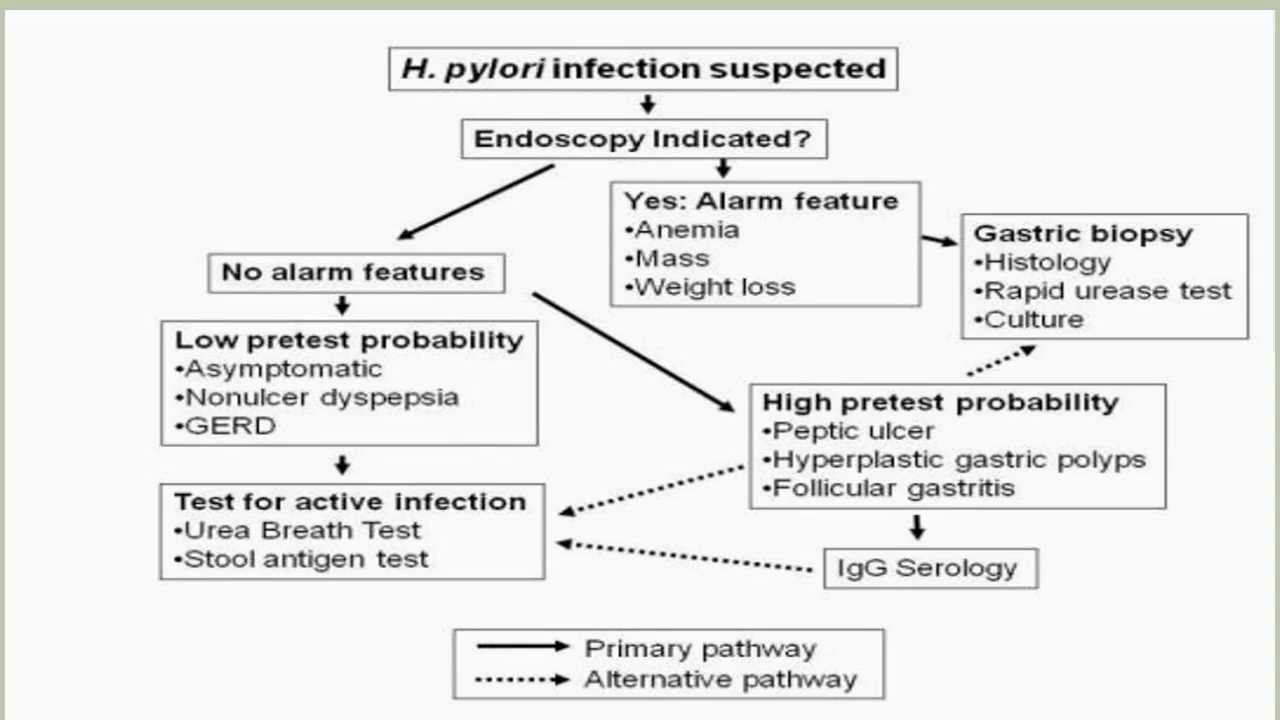 H. pylori infection suspected
Endoscopy Indicated?
Yes: Alarm feature
•Anemia
•Mass
•Weight loss
Gastric biopsy
•Histology
•Rapid urease test
•Culture
No alarm features
Low pretest probability
•Asymptomatic
•Nonulcer dyspepsia
•GERD
High pretest probability
•Peptic ulcer
•Hyperplastic gastric polyps
•Follicular gastritis
Test for active infection
•Urea Breath Test
•Stool antigen test
IgG Serology
Primary pathway
Alternative pathway